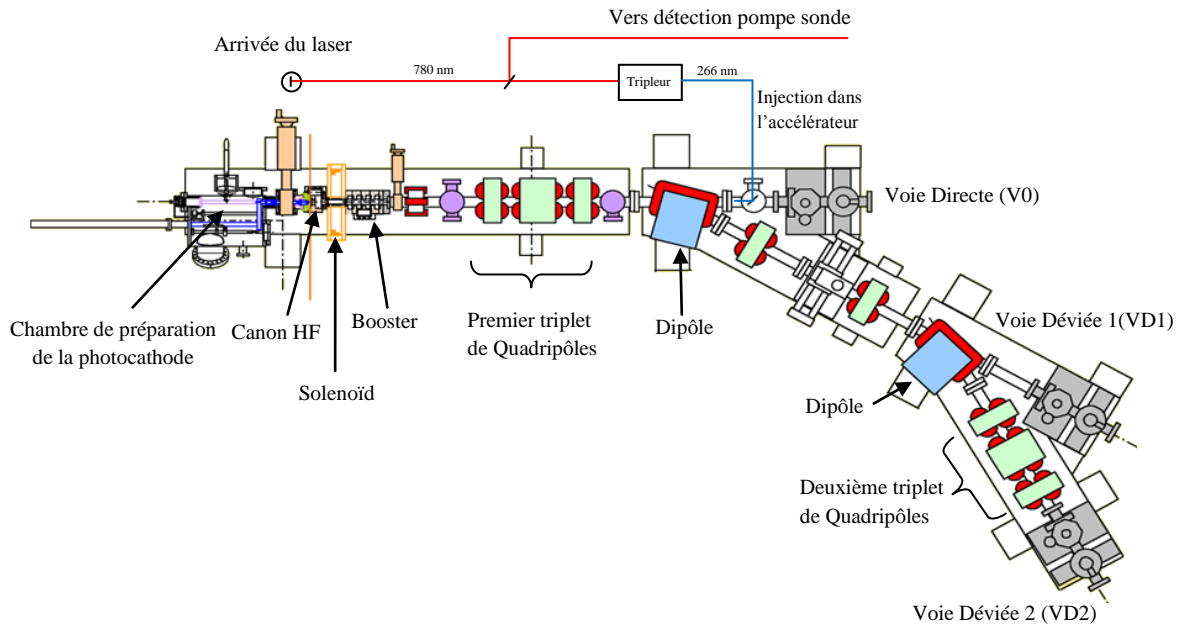 Vers détection pompe sonde
Arrivée du laser
780 nm
Tripleur
266 nm
Injection dans
l'accélérateur
Voie Directe (V0)
Chambre de préparation
de la photocathode
Canon HF
Solenoïd
Booster
Premier triplet
de Quadripôles
Dipôle
Voie Déviée 1(VD1)
Dipôle
Deuxième triplet
de Quadripôles
Voie Déviée 2 (VD2)